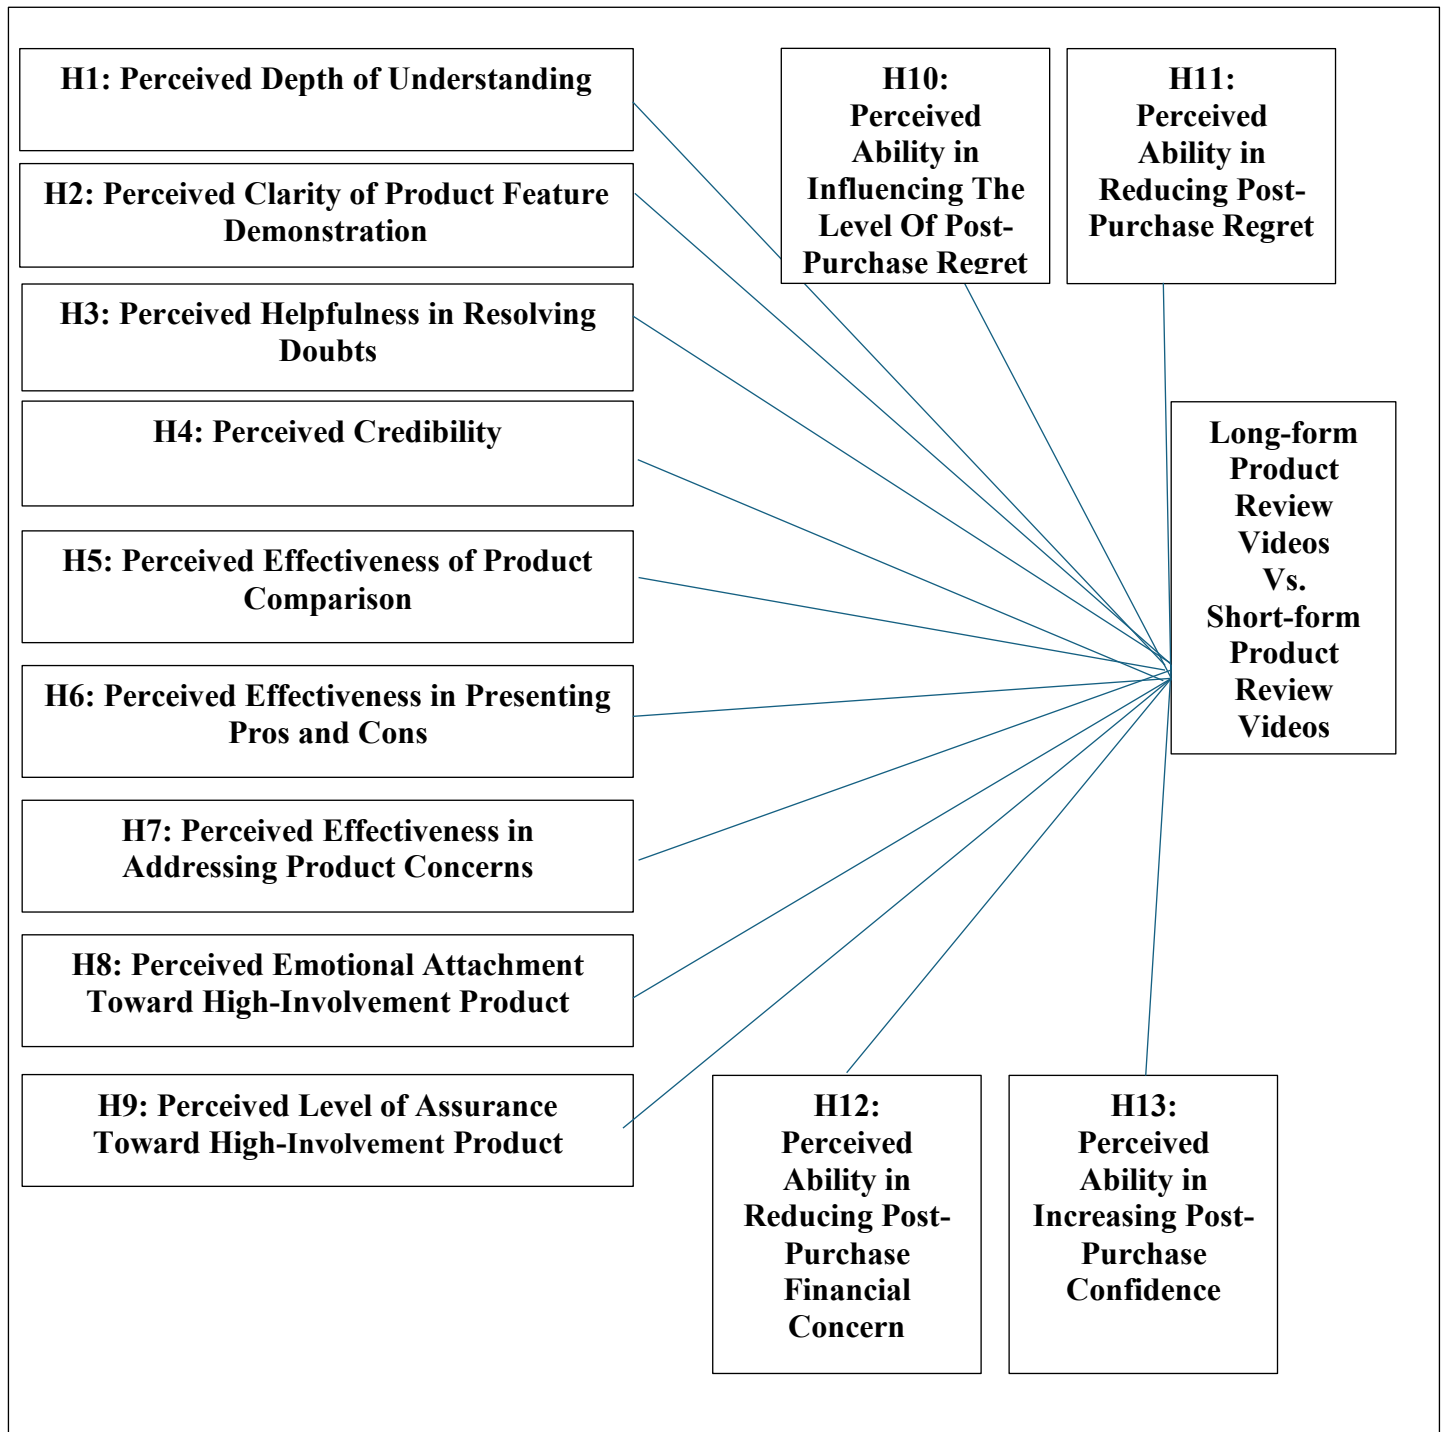 H1: Perceived Depth of Understanding
H2: Perceived Clarity of Product Feature
Demonstration
H3: Perceived Helpfulness in Resolving
Doubts
H4: Perceived Credibility
H5: Perceived Effectiveness of Product
Comparison
H6: Perceived Effectiveness in Presenting
Pros and Cons
H7: Perceived Effectiveness in
Addressing Product Concerns
H8: Perceived Emotional Attachment
Toward High-Involvement Product
H9: Perceived Level of Assurance
Toward High-Involvement Product
H10:
Perceived
Ability in
Influencing The
Level Of Post-
Purchase Regret
H11:
Perceived
Ability in
Reducing Post-
Purchase Regret
Long-form
Product
Review
Videos
Vs.
Short-form
Product
Review
Videos
H12:
Perceived
Ability in
Reducing Post-
Purchase
Financial
Concern
H13:
Perceived
Ability in
Increasing Post-
Purchase
Confidence